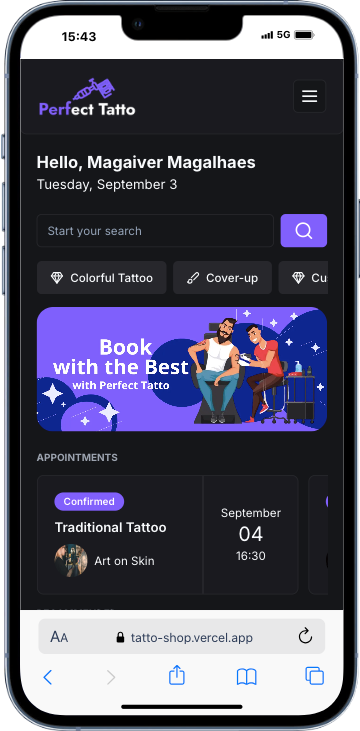 15:43
5G
Perfect Tatto
Hello, Magaiver Magalhaes
Tuesday, September 3
Start your search
Colorful Tattoo
Cover-up
Cu
Book
with the Best
with Perfect Tatto
APPOINTMENTS
Confirmed
Traditional Tattoo
Art on Skin
September
04
16:30
AA
tatto-shop.vercel.app